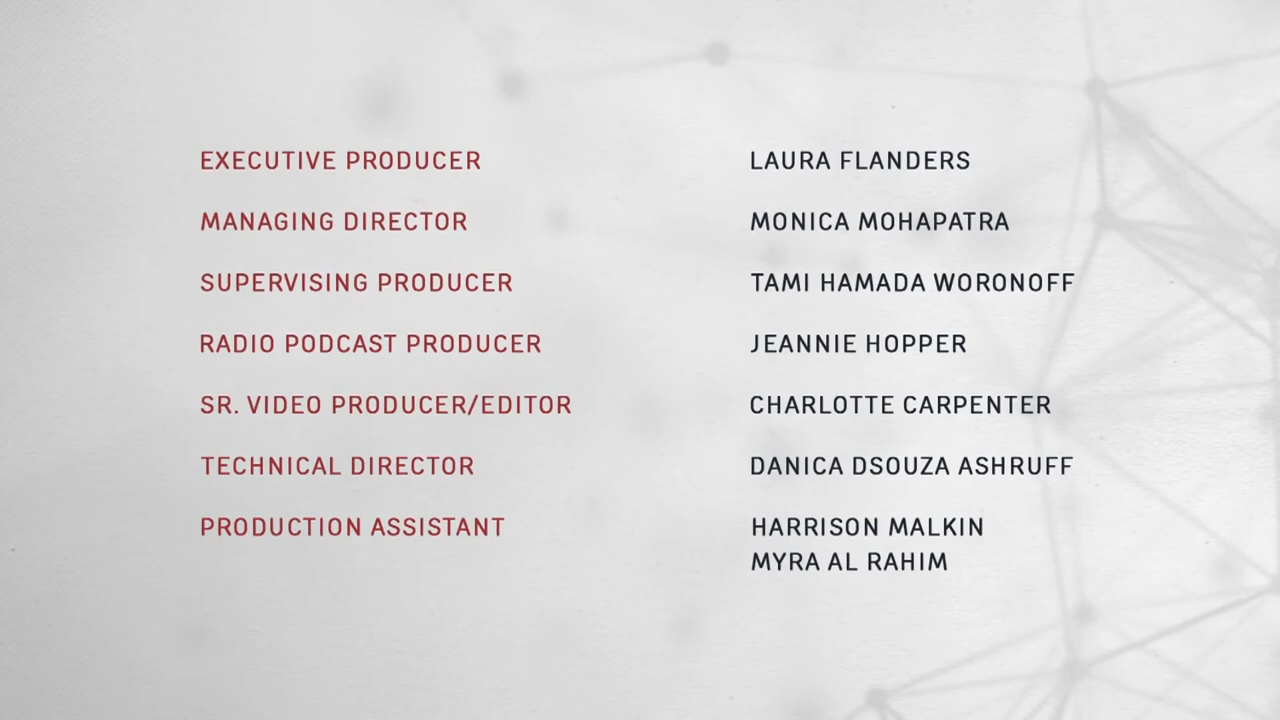 EXECUTIVE PRODUCER LAURA FLANDERS
MANAGING DIRECTOR MONICA MOHAPATRA
SUPERVISING PRODUCER TAMI HAMADA WORONOFF
RADIO PODCAST PRODUCER JEANNIE HOPPER
SR. VIDEO PRODUCER/EDITOR CHARLOTTE CARPENTER
TECHNICAL DIRECTOR DANICA DSOUZA ASHRUFF
PRODUCTION ASSISTANT HARRISON MALKIN
MYRA AL RAHIM